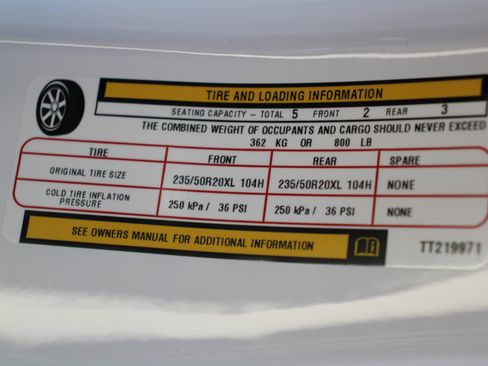 TIRE AND LOADING INFORMATION
SEATING CAPACITY – TOTAL 5 FRONT 2 REAR 3
THE COMBINED WEIGHT OF OCCUPANTS AND CARGO SHOULD NEVER EXCEED
362 KG OR 800 LB
TIRE FRONT REAR SPARE
ORIGINAL TIRE SIZE 235/50R20XL 104H 235/50R20XL 104H NONE
COLD TIRE INFLATION
PRESSURE 250 kPa / 36 PSI 250 kPa / 36 PSI NONE
SEE OWNERS MANUAL FOR ADDITIONAL INFORMATION
TT219971